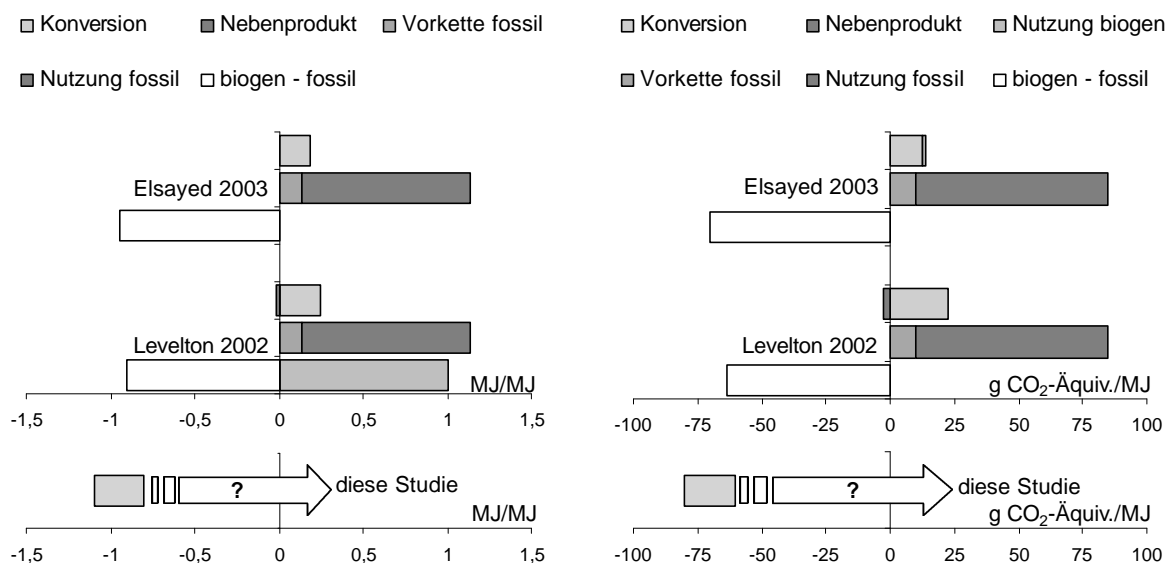 Konversion Nebenprodukt Vorkette fossil
Nutzung fossil biogen - fossil
Elsayed 2003
Levelton 2002
MJ/MJ
-1,5 -1 -0,5 0 0,5 1 1,5
? diese Studie
MJ/MJ
-1,5 -1 -0,5 0 0,5 1 1,5
Konversion Nebenprodukt Nutzung biogen
Vorkette fossil Nutzung fossil biogen - fossil
Elsayed 2003
Levelton 2002
g CO₂-Äquiv./MJ
-100 -75 -50 -25 0 25 50 75 100
? diese Studie
g CO₂-Äquiv./MJ
-100 -75 -50 -25 0 25 50 75 100